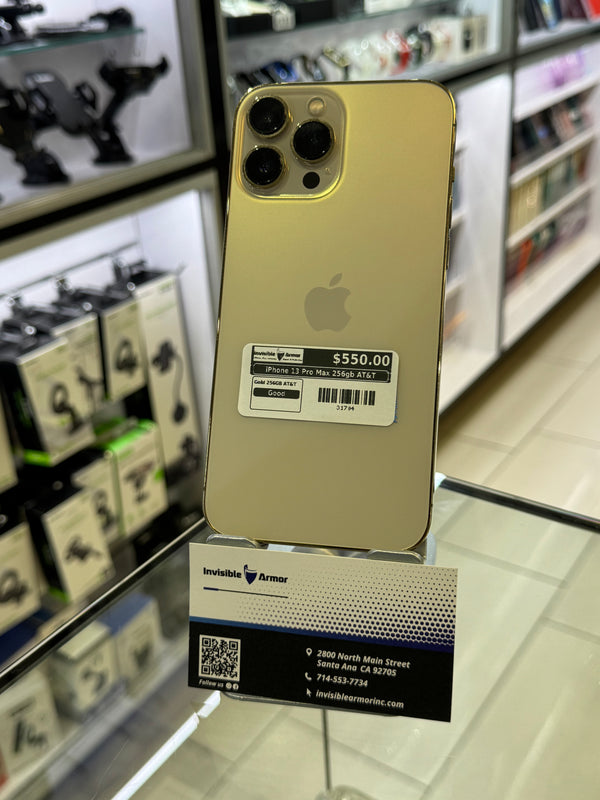 Invisible Armor
$550.00
iPhone 13 Pro Max 256gb AT&T
Gold 256GB AT&T
Good
31784
Invisible Armor
2800 North Main Street
Santa Ana CA 92705
714-553-7734
invisiblearmorinc.com
Follow us